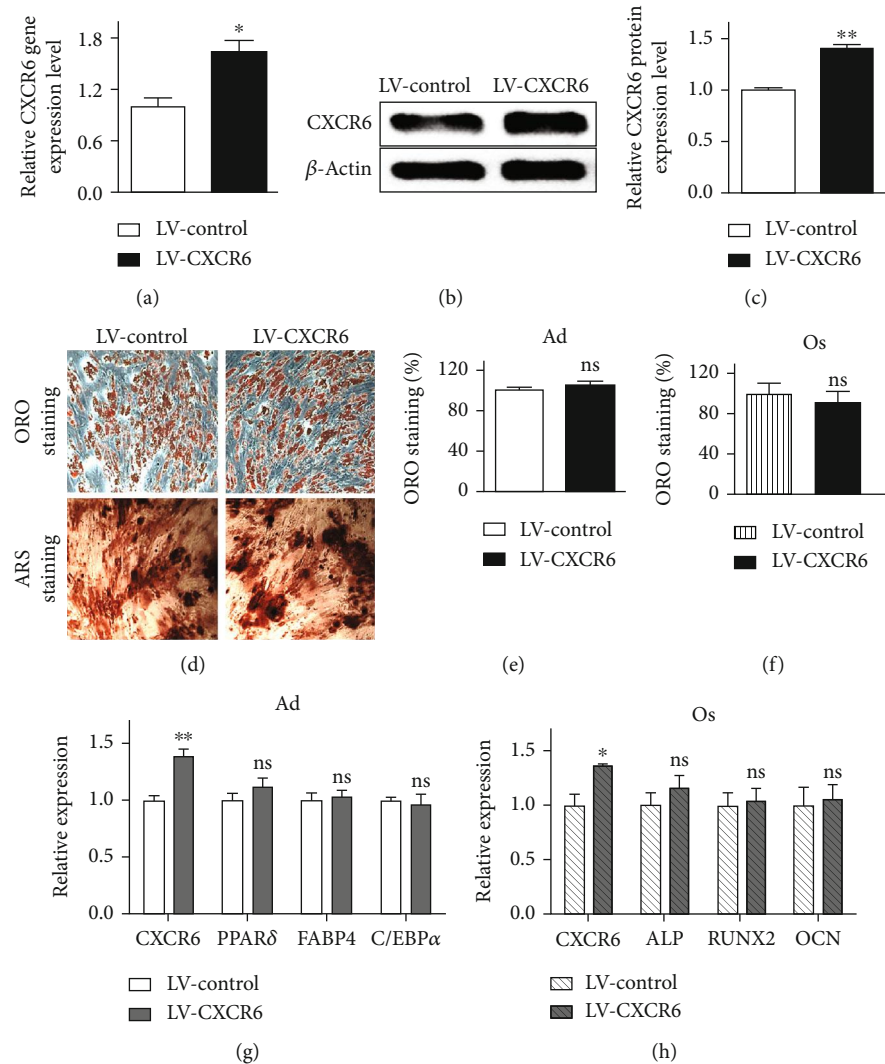 Relative CXCR6 gene
expression level
1.8
1.2
0.6
0.0
*
LV-control
LV-CXCR6
(a)
LV-control LV-CXCR6
CXCR6
β-Actin
(b)
Relative CXCR6 protein
expression level
1.5
1.0
0.5
0.0
**
LV-control
LV-CXCR6
(c)
LV-control LV-CXCR6
ORO
staining
ARS
staining
(d)
Ad
ORO staining (%)
120
80
40
0
ns
LV-control
LV-CXCR6
(e)
Os
ORO staining (%)
120
80
40
0
ns
LV-control
LV-CXCR6
(f)
Ad
Relative expression
1.5
1.0
0.5
0.0
** ns ns ns
CXCR6 PPARδ FABP4 C/EBPα
LV-control
LV-CXCR6
(g)
Os
Relative expression
1.5
1.0
0.5
0.0
* ns ns ns
CXCR6 ALP RUNX2 OCN
LV-control
LV-CXCR6
(h)